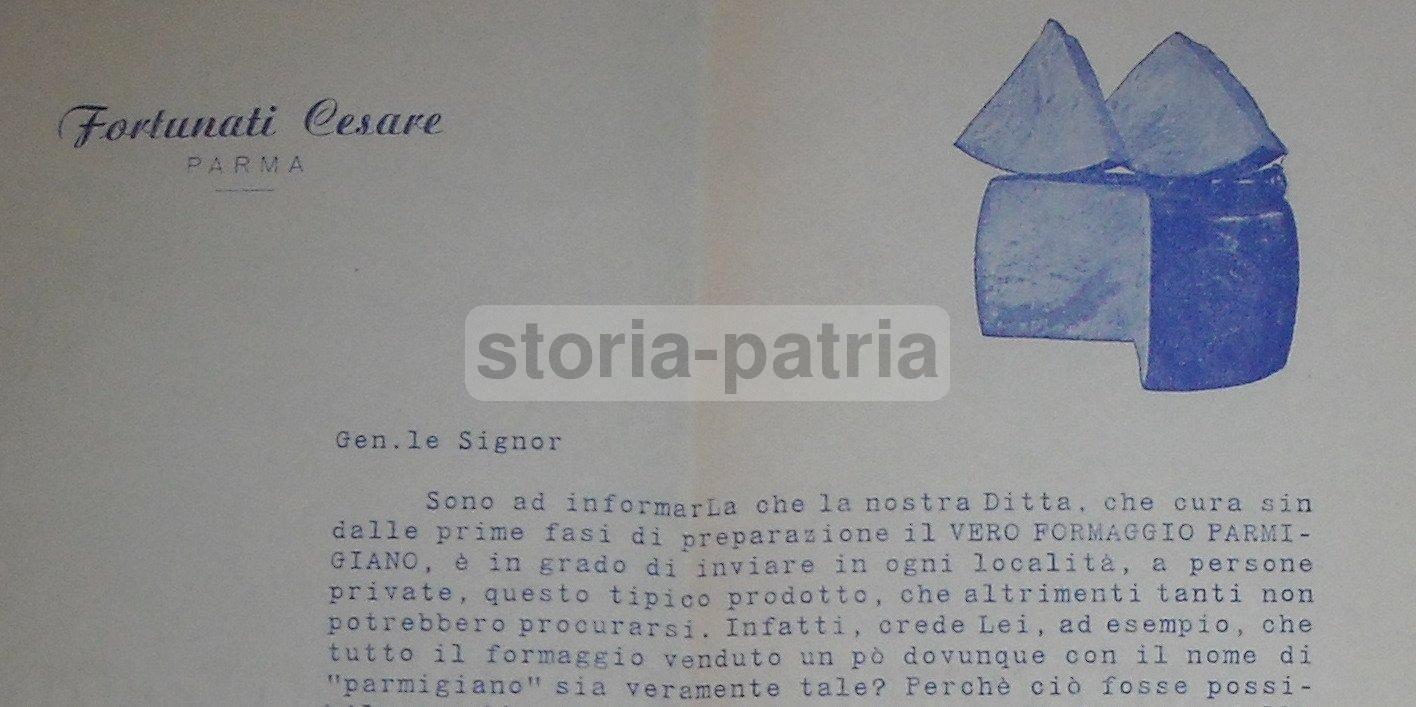 Fortunati Cesare
PARMA
storia-patria
Gen.le Signor
Sono ad informarLa che la nostra Ditta, che cura sin
dalle prime fasi di preparazione il VERO FORMAGGIO PARMI-
GIANO, è in grado di inviare in ogni località, a persone
private, questo tipico prodotto, che altrimenti tanti non
potrebbero procurarsi. Infatti, crede Lei, ad esempio, che
tutto il formaggio venduto un pò dovunque con il nome di
"parmigiano" sia veramente tale? Perchè ciò fosse possi-